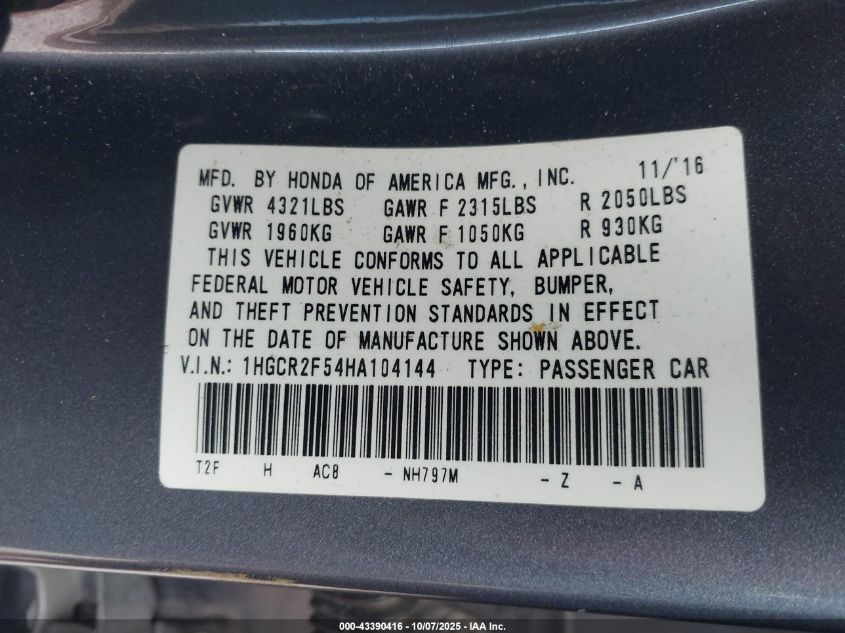 MFD. BY HONDA OF AMERICA MFG., INC. 11/'16
GVWR 4321LBS GAWR F 2315LBS R 2050LBS
GVWR 1960KG GAWR F 1050KG R 930KG
THIS VEHICLE CONFORMS TO ALL APPLICABLE
FEDERAL MOTOR VEHICLE SAFETY, BUMPER,
AND THEFT PREVENTION STANDARDS IN EFFECT
ON THE DATE OF MANUFACTURE SHOWN ABOVE.
V.I.N.: 1HGCR2F54HA104144 TYPE: PASSENGER CAR
T2F H AC8 - NH797M - Z - A
000-43390416 - 10/07/2025 - IAA Inc.